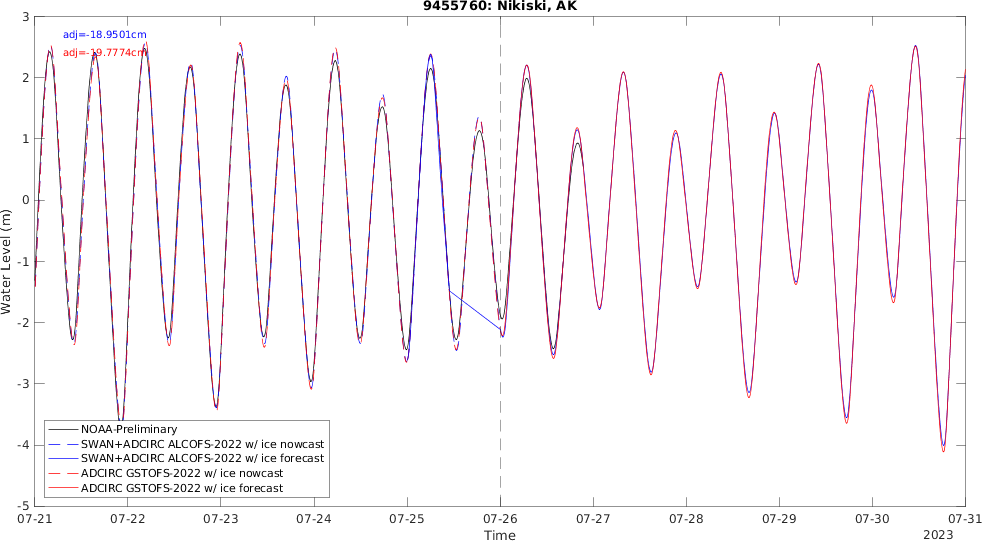 9455760: Nikiski, AK
adj=-18.9501cm
adj=-19.7774cm
3
2
1
0
-1
-2
-3
-4
-5
Water Level (m)
NOAA-Preliminary
SWAN+ADCIRC ALCOFS-2022 w/ ice nowcast
SWAN+ADCIRC ALCOFS-2022 w/ ice forecast
ADCIRC GSTOFS-2022 w/ ice nowcast
ADCIRC GSTOFS-2022 w/ ice forecast
07-21 07-22 07-23 07-24 07-25 07-26 07-27 07-28 07-29 07-30 07-31
Time
2023